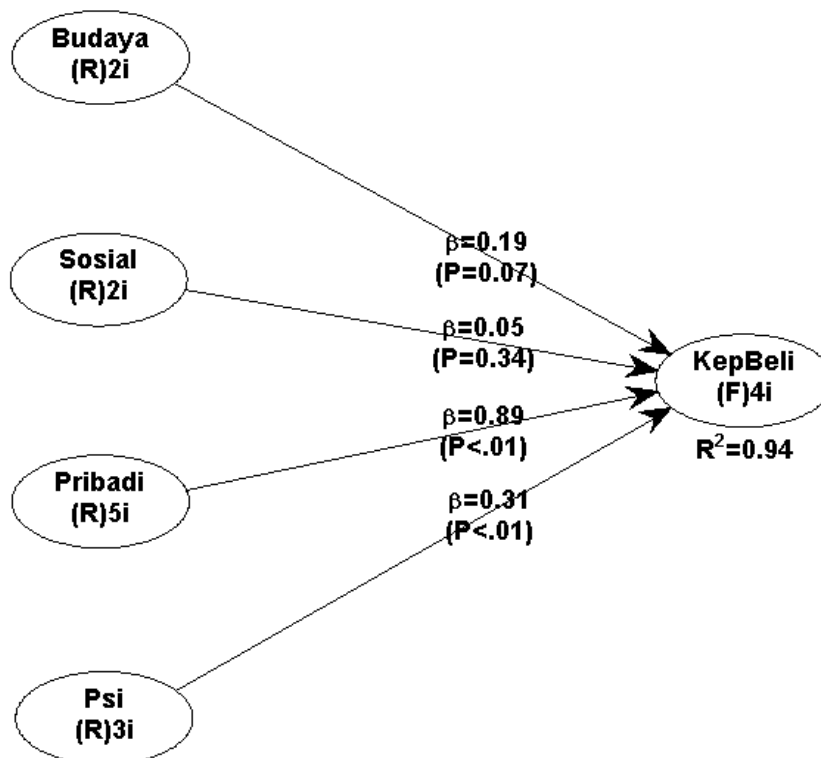 Budaya
(R)2i
β=0.19
(P=0.07)
Sosial
(R)2i
β=0.05
(P=0.34)
KepBeli
(F)4i
R²=0.94
β=0.89
(P<.01)
Pribadi
(R)5i
β=0.31
(P<.01)
Psi
(R)3i